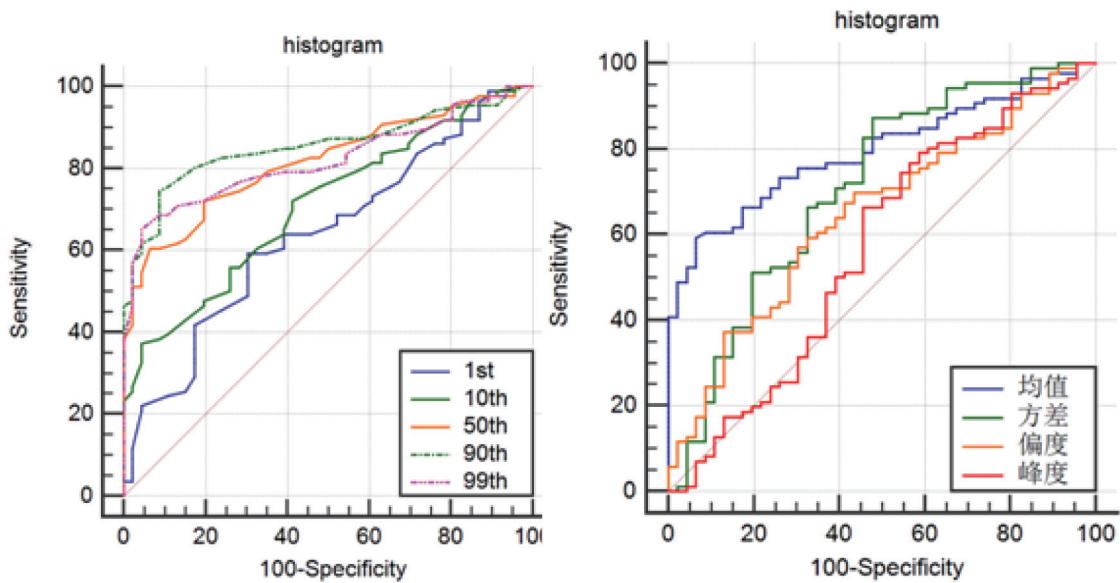 histogram
100
80
60
40
20
0
Sensitivity
1st
10th
50th
90th
99th
0 20 40 60 80 100
100-Specificity
histogram
100
80
60
40
20
0
Sensitivity
均值
方差
偏度
峰度
0 20 40 60 80 100
100-Specificity